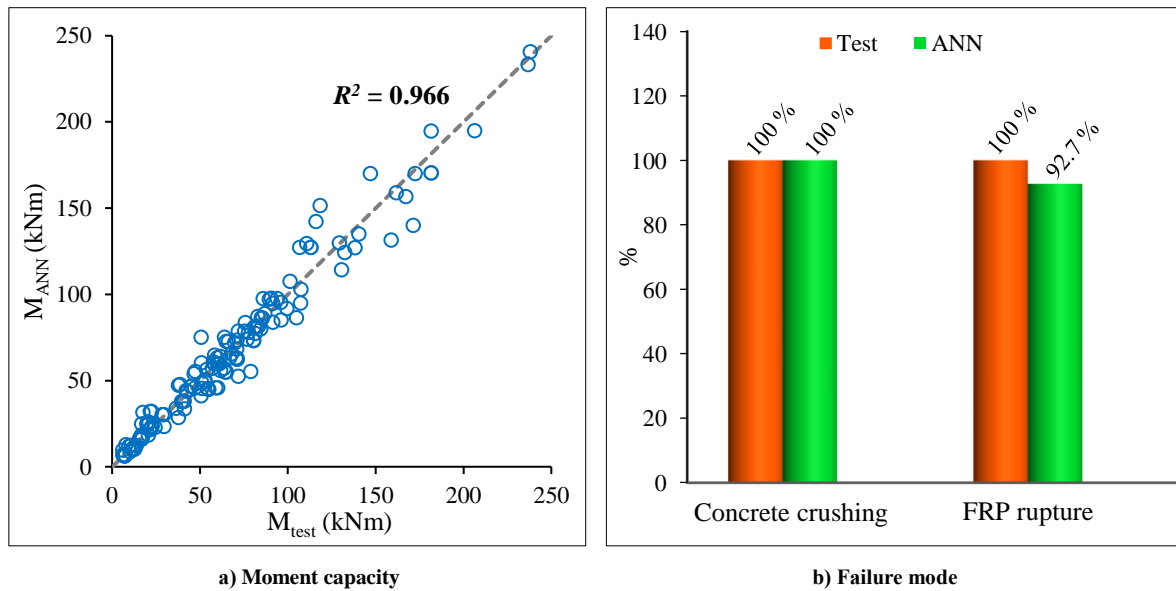 250
200
150
100
50
0
M_ANN (kNm)
R² = 0.966
0 50 100 150 200 250
M_test (kNm)
a) Moment capacity
140
120
100
80
60
40
20
0
%
Test ANN
100 % 100 % 100 % 92.7 %
Concrete crushing FRP rupture
b) Failure mode